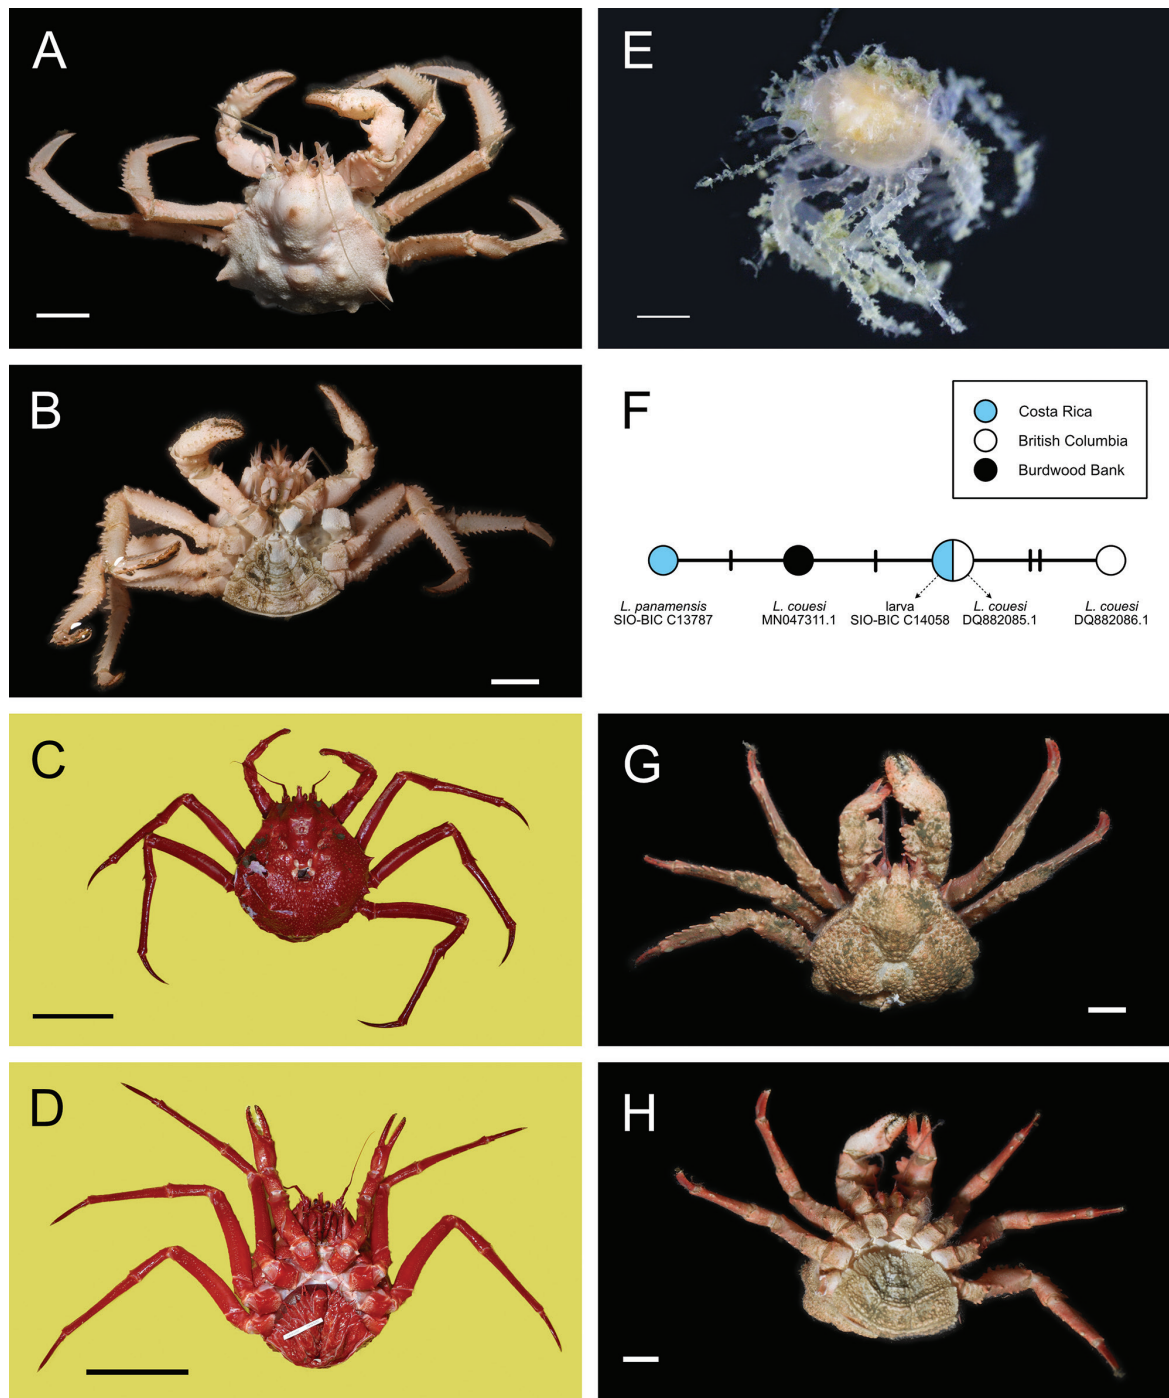 A
E
B
F
Costa Rica
British Columbia
Burdwood Bank
L. panamensis
SIO-BIC C13787
L. couesi
MN047311.1
larva
SIO-BIC C14058
L. couesi
DQ882085.1
L. couesi
DQ882086.1
C
G
D
H